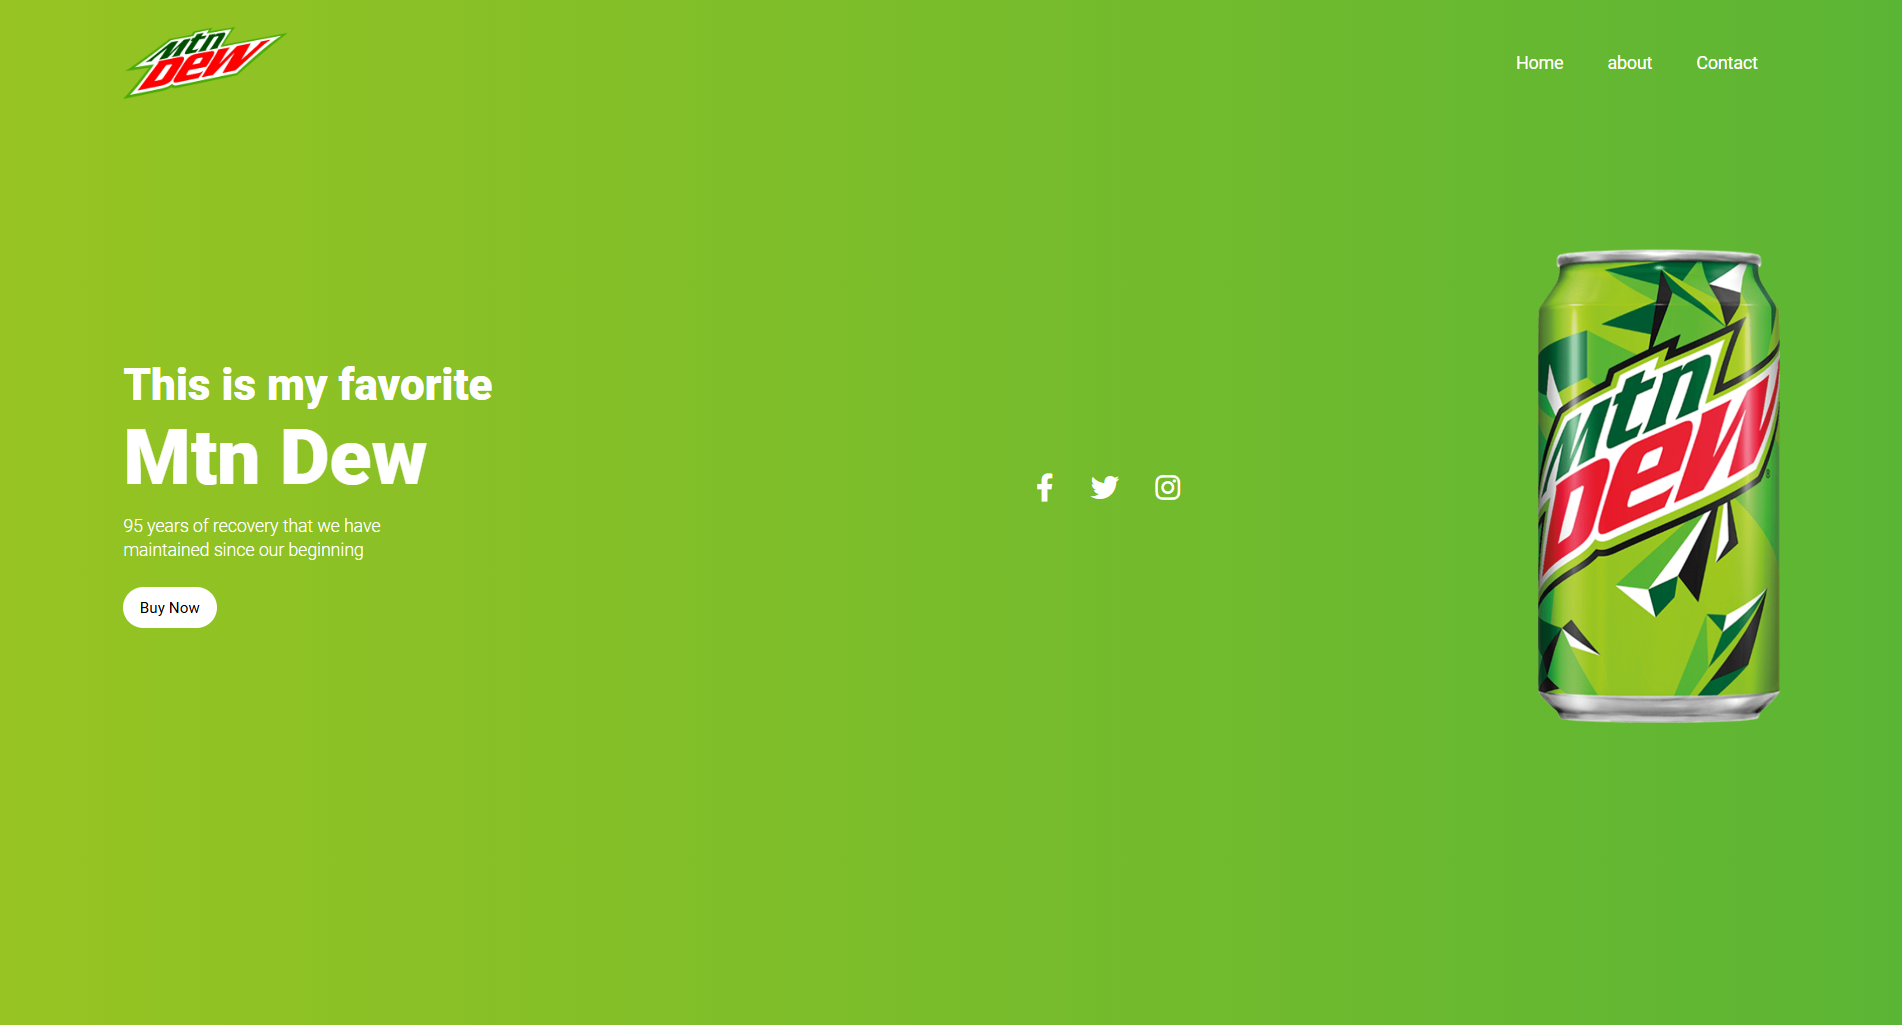 Mtn
Dew
Home
about
Contact
This is my favorite
Mtn Dew
95 years of recovery that we have
maintained since our beginning
Buy Now
Mtn
Dew
®